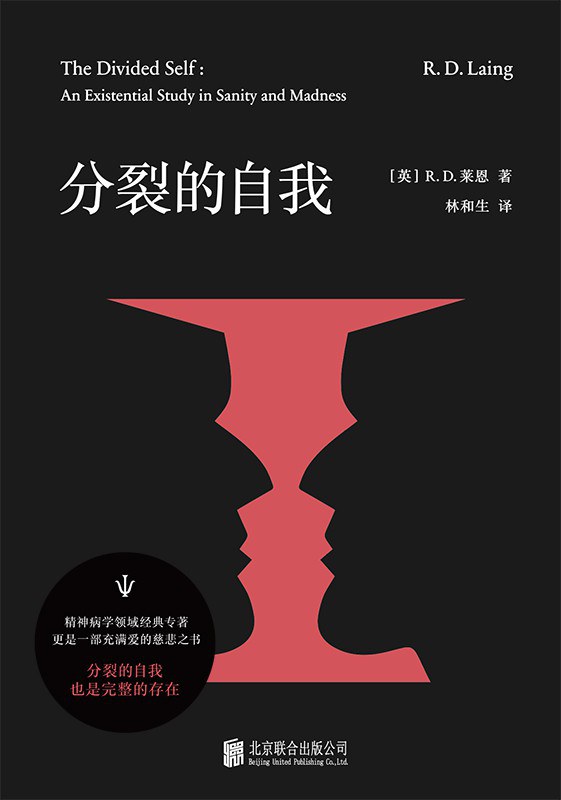 The Divided Self :
An Existential Study in Sanity and Madness
R. D. Laing
分裂的自我
[英] R. D. 莱恩 著
林和生 译
精神病学领域经典专著
更是一部充满爱的慈悲之书
分裂的自我
也是完整的存在
北京联合出版公司
Beijing United Publishing Co.,Ltd.